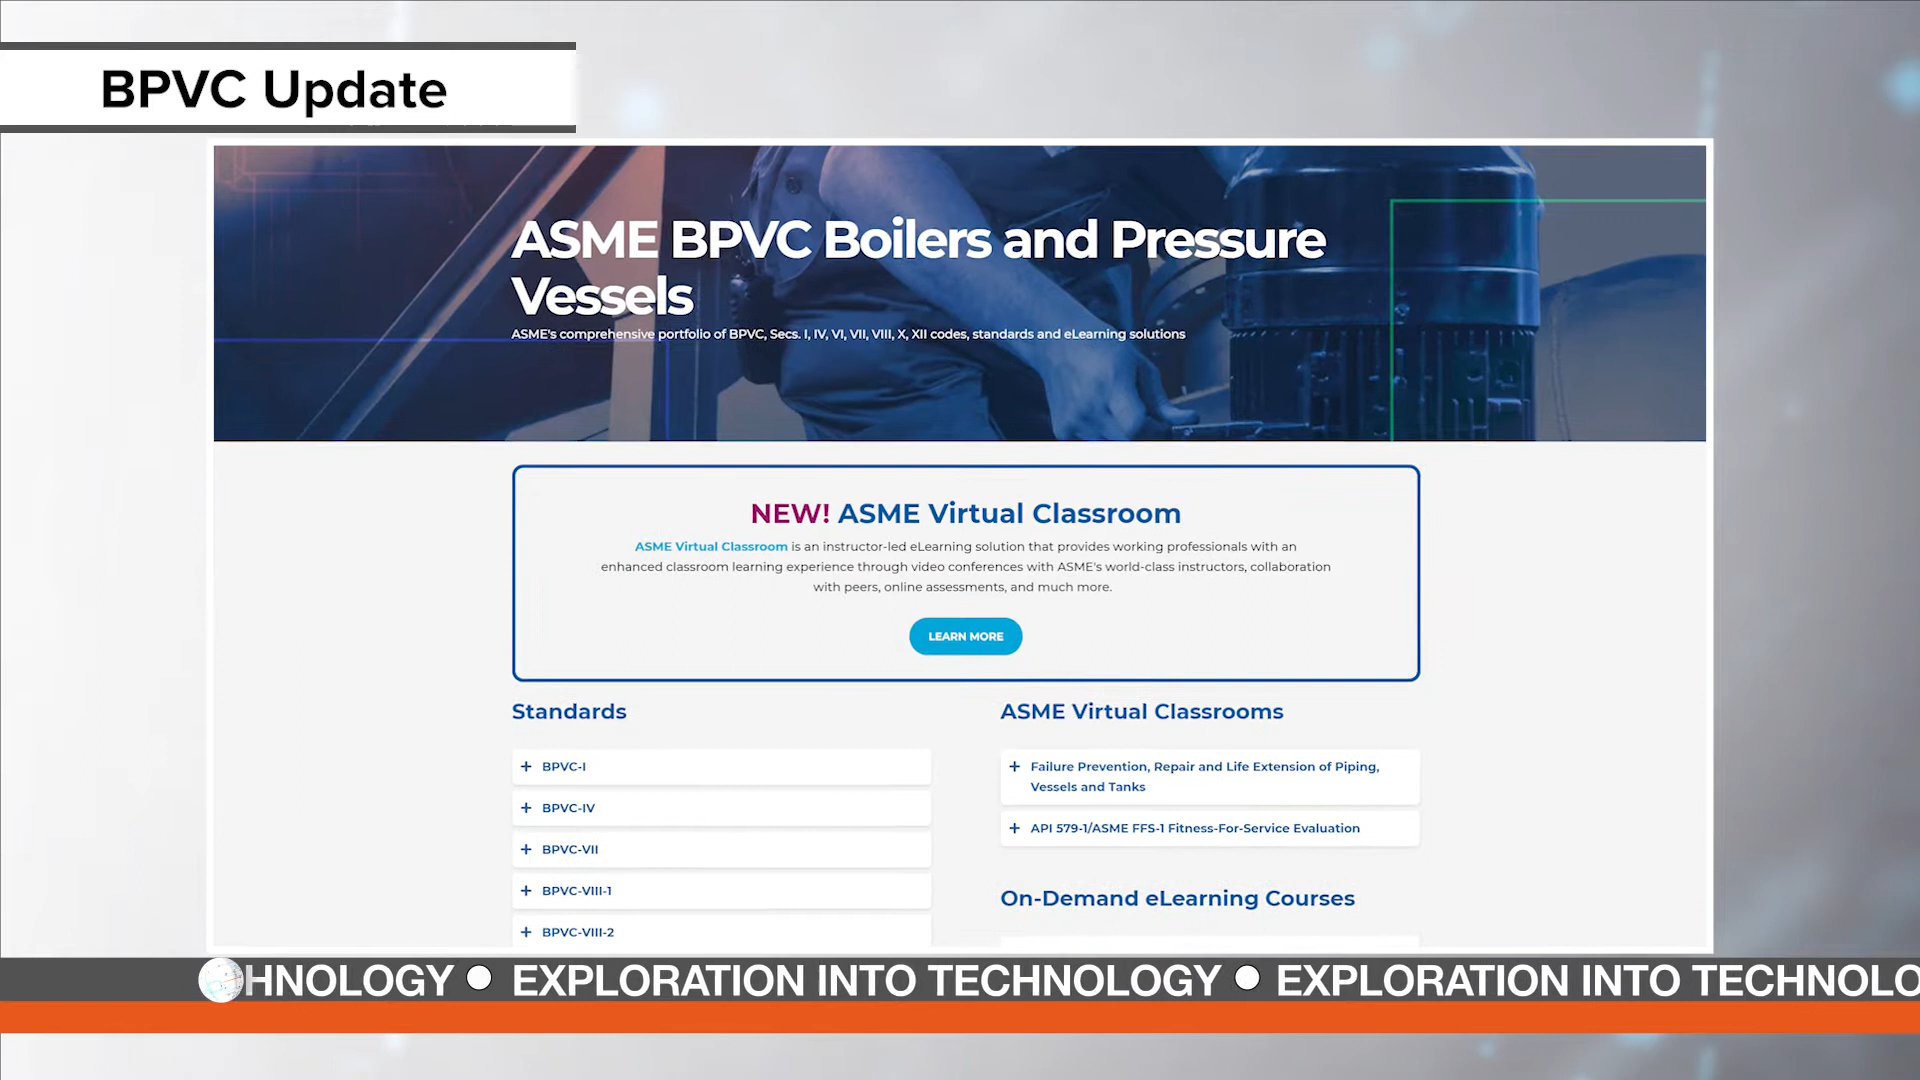 BPVC Update
ASME BPVC Boilers and Pressure
Vessels
ASME's comprehensive portfolio of BPVC, Secs. I, IV, VI, VII, VIII, X, XII codes, standards and eLearning solutions
NEW! ASME Virtual Classroom
ASME Virtual Classroom is an instructor-led eLearning solution that provides working professionals with an
enhanced classroom learning experience through video conferences with ASME's world-class instructors, collaboration
with peers, online assessments, and much more.
LEARN MORE
Standards
+ BPVC-I
+ BPVC-IV
+ BPVC-VII
+ BPVC-VIII-1
+ BPVC-VIII-2
ASME Virtual Classrooms
+ Failure Prevention, Repair and Life Extension of Piping,
Vessels and Tanks
+ API 579-1/ASME FFS-1 Fitness-For-Service Evaluation
On-Demand eLearning Courses
HNOLOGY ● EXPLORATION INTO TECHNOLOGY ● EXPLORATION INTO TECHNOLO